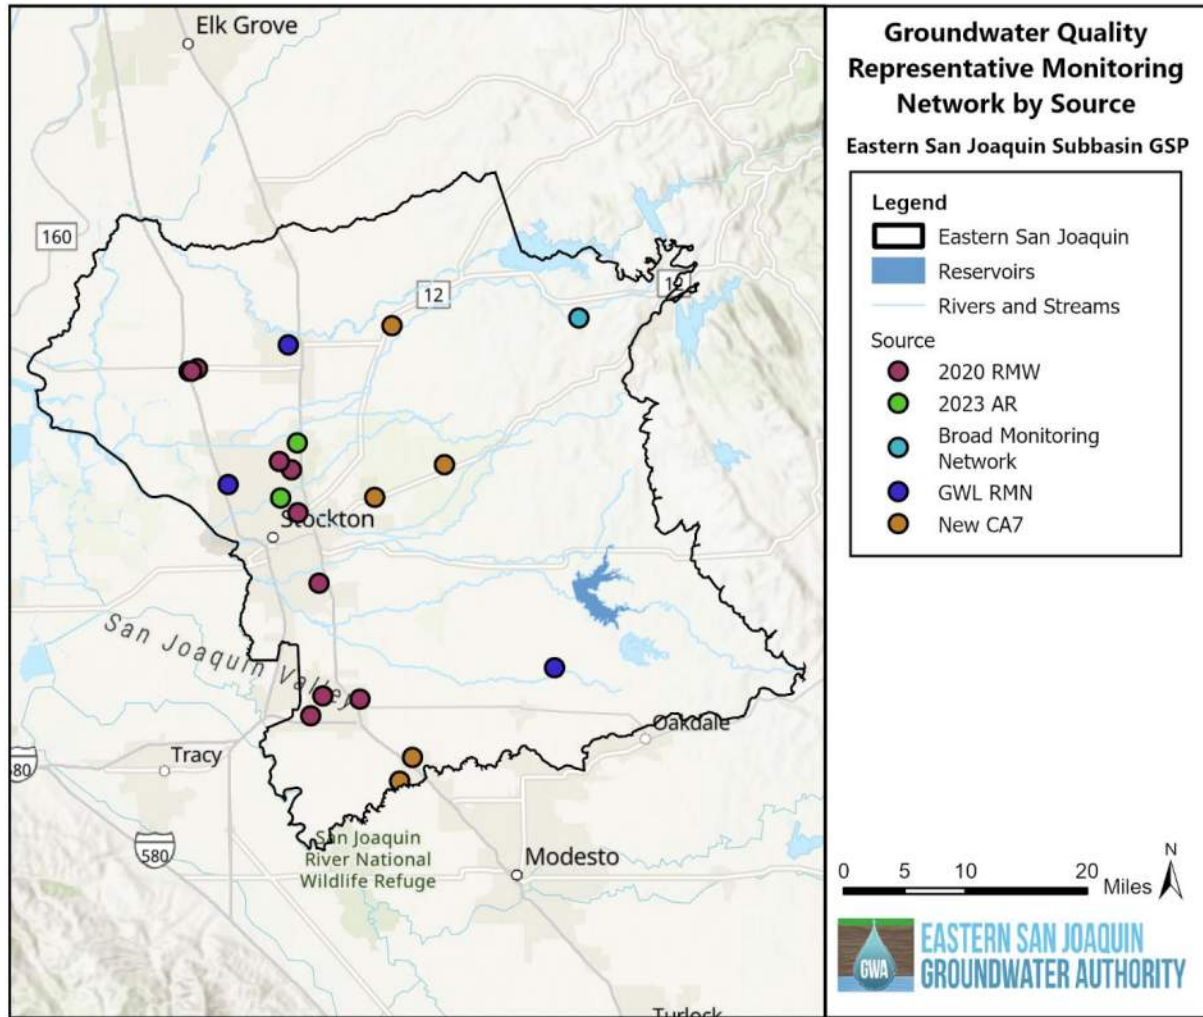 Elk Grove
160
12
12
Stockton
San Joaquin Valley
Oakdale
Tracy
580
580
San Joaquin
River National
Wildlife Refuge
Modesto
Turlock
Groundwater Quality
Representative Monitoring
Network by Source
Eastern San Joaquin Subbasin GSP
Legend
Eastern San Joaquin
Reservoirs
Rivers and Streams
Source
2020 RMW
2023 AR
Broad Monitoring
Network
GWL RMN
New CA7
N
0 5 10 20
Miles
GWA
EASTERN SAN JOAQUIN
GROUNDWATER AUTHORITY